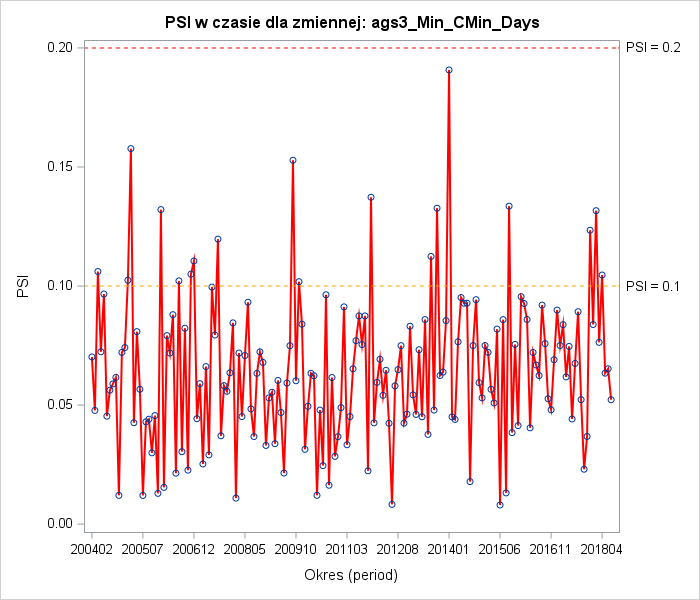 PSI w czasie dla zmiennej: ags3_Min_CMin_Days
0.20
PSI = 0.2
0.15
0.10
PSI = 0.1
PSI
0.05
0.00
200402 200507 200612 200805 200910 201103 201208 201401 201506 201611 201804
Okres (period)